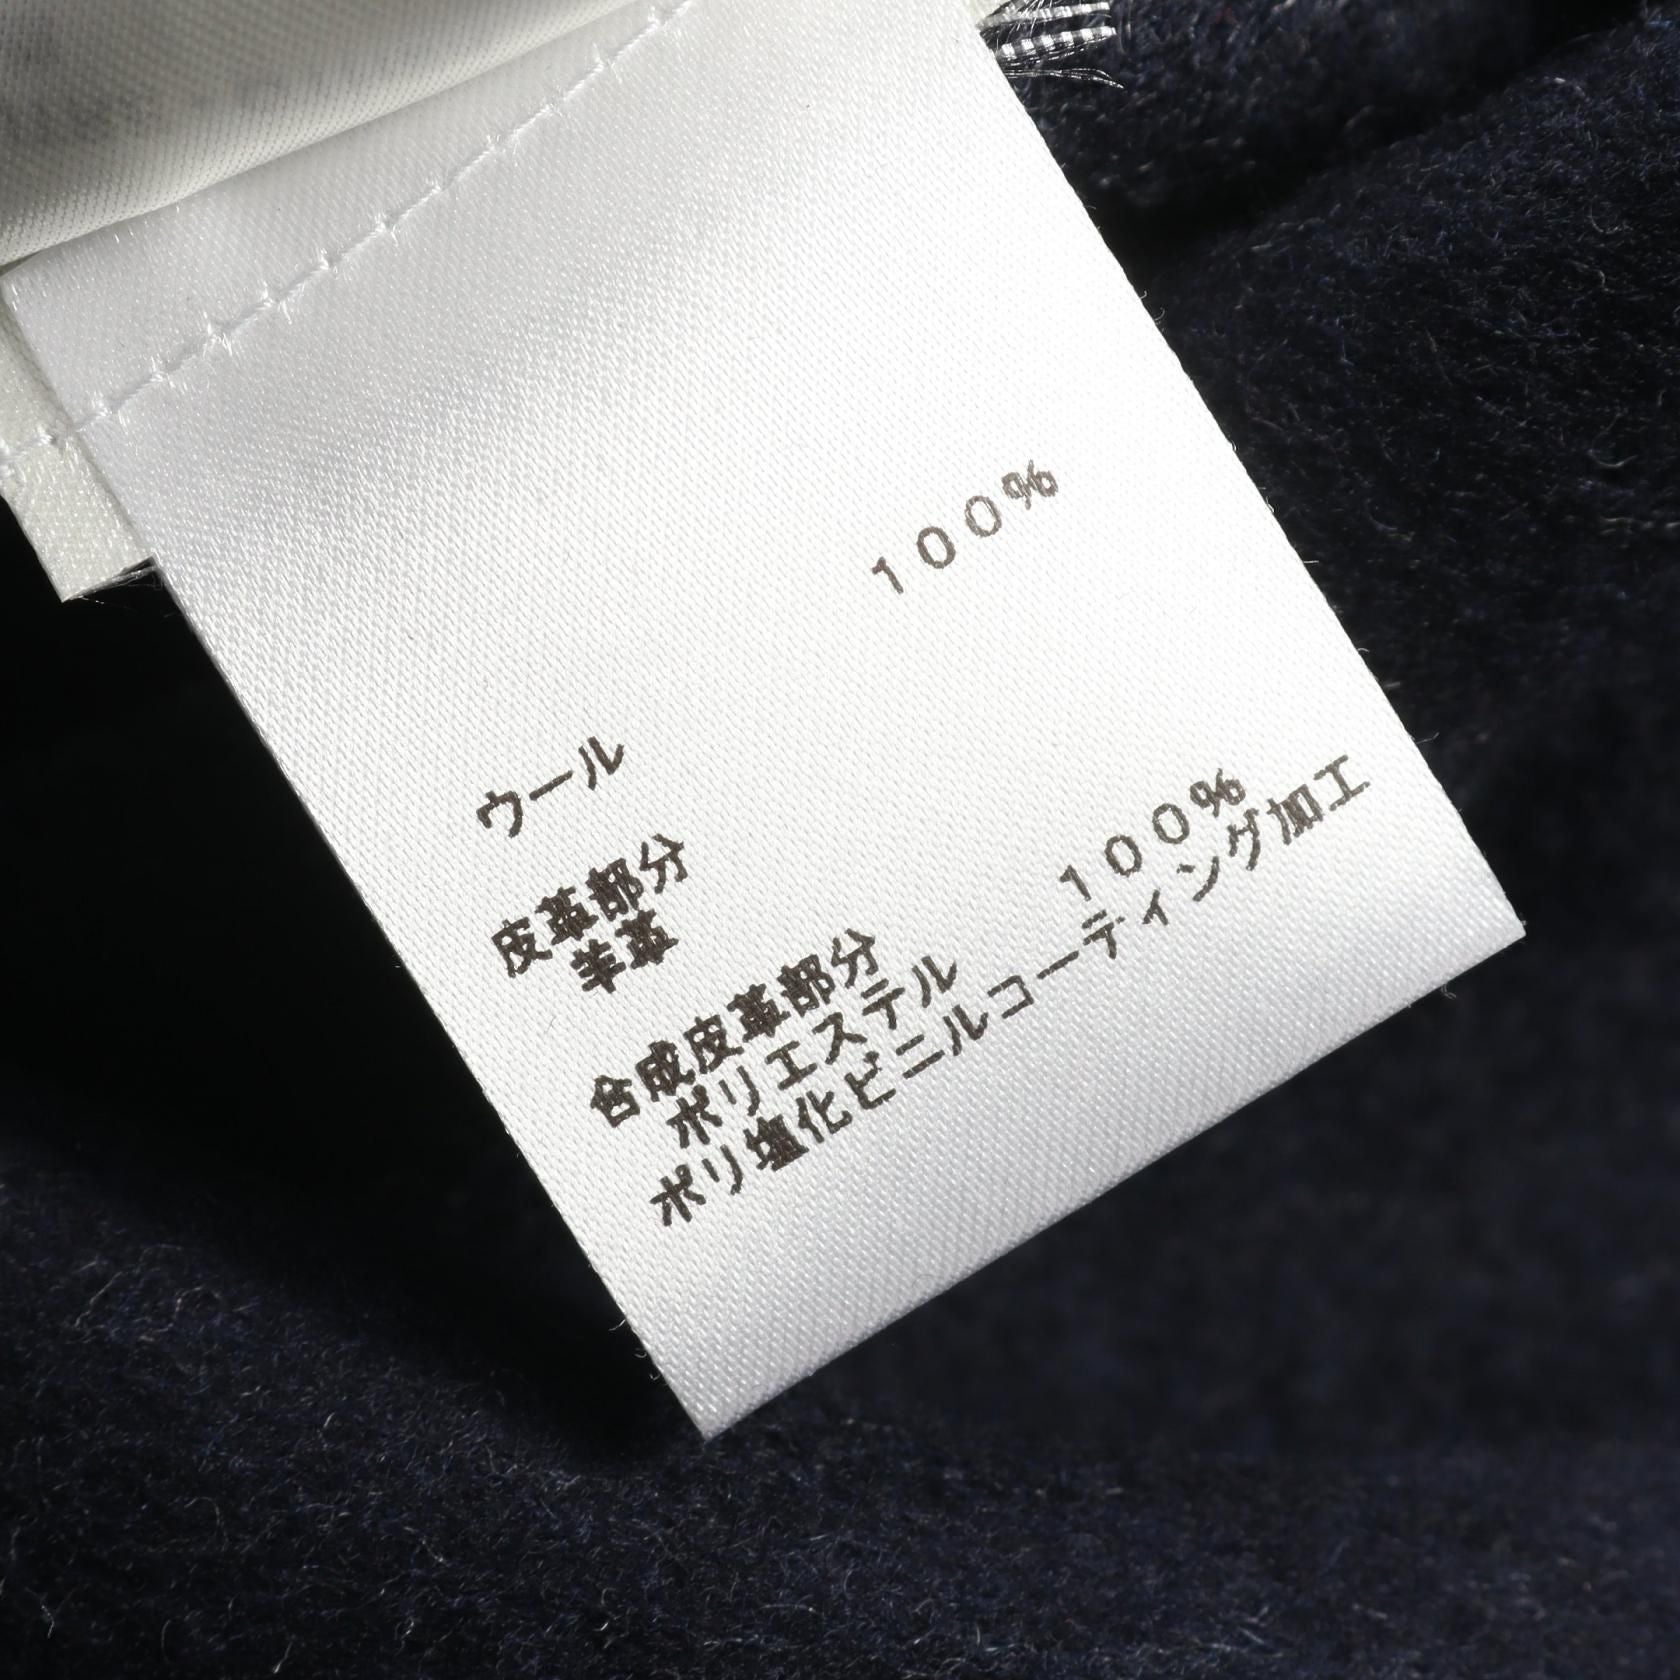 ウール 100%
皮革部分
羊革
合成皮革部分
ポリエステル 100%
ポリ塩化ビニルコーティング加工